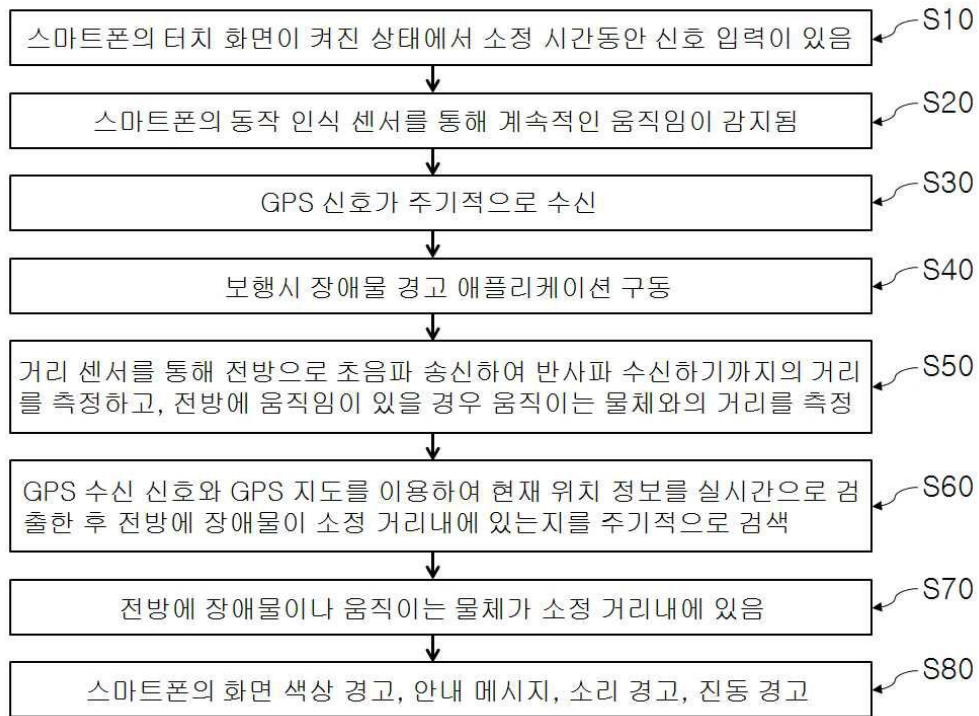 스마트폰의 터치 화면이 켜진 상태에서 소정 시간동안 신호 입력이 있음
S10
스마트폰의 동작 인식 센서를 통해 계속적인 움직임이 감지됨
S20
GPS 신호가 주기적으로 수신
S30
보행시 장애물 경고 애플리케이션 구동
S40
거리 센서를 통해 전방으로 초음파 송신하여 반사파 수신하기까지의 거리
를 측정하고, 전방에 움직임이 있을 경우 움직이는 물체와의 거리를 측정
S50
GPS 수신 신호와 GPS 지도를 이용하여 현재 위치 정보를 실시간으로 검
출한 후 전방에 장애물이 소정 거리내에 있는지를 주기적으로 검색
S60
전방에 장애물이나 움직이는 물체가 소정 거리내에 있음
S70
스마트폰의 화면 색상 경고, 안내 메시지, 소리 경고, 진동 경고
S80